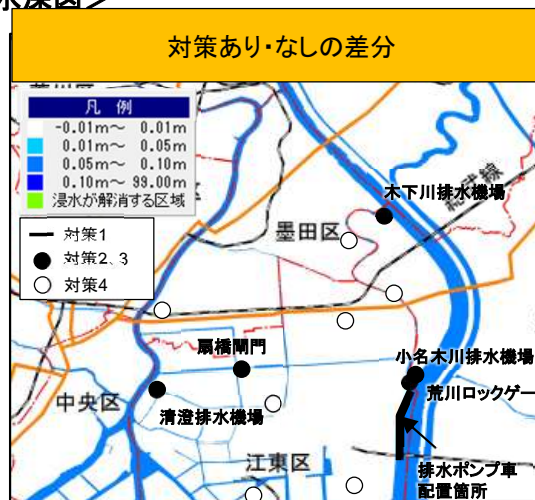 対策あり・なしの差分
凡 例
-0.01m～ 0.01m
0.01m～ 0.05m
0.05m～ 0.10m
0.10m～ 99.00m
浸水が解消する区域
対策1
対策2、3
対策4
総武線
木下川排水機場
墨田区
扇橋閘門
小名木川排水機場
荒川ロックゲー
中央区
清澄排水機場
江東区
排水ポンプ車
配置箇所